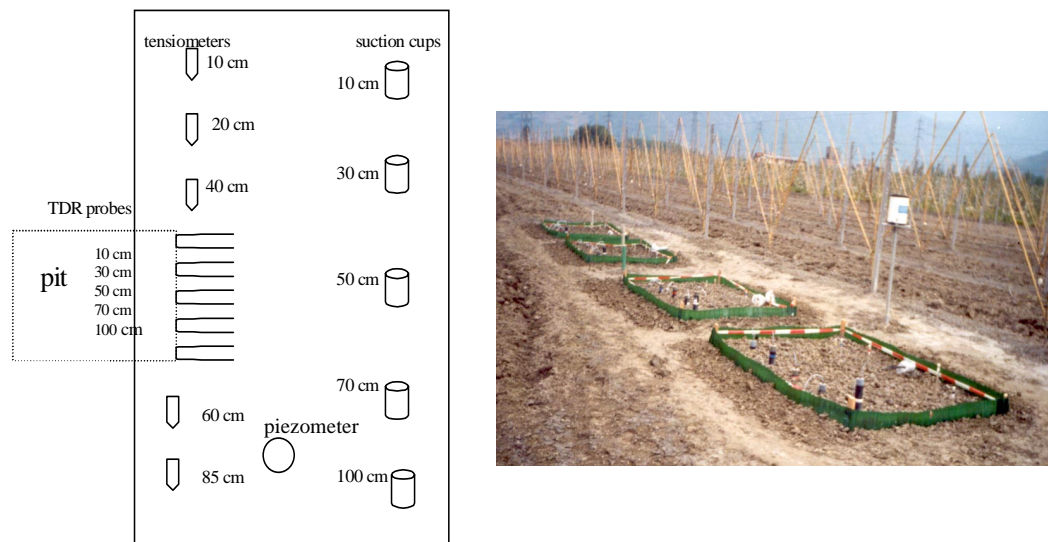 tensiometers
suction cups
10 cm
10 cm
20 cm
30 cm
40 cm
TDR probes
pit
10 cm
30 cm
50 cm
70 cm
100 cm
50 cm
70 cm
60 cm
piezometer
85 cm
100 cm